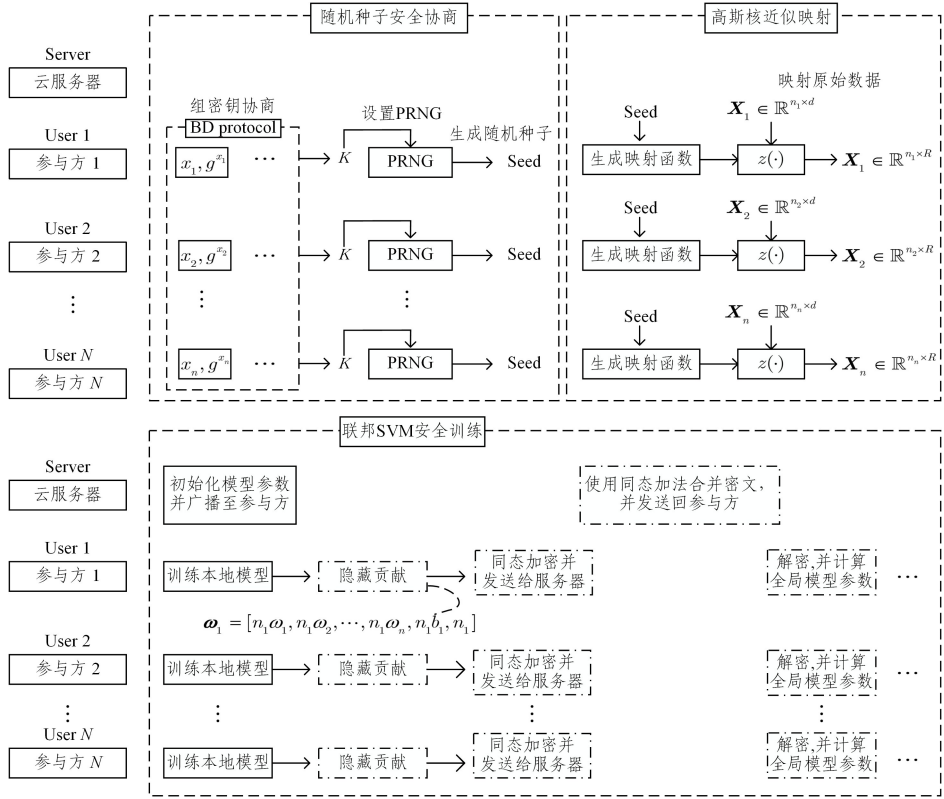 随机种子安全协商
高斯核近似映射
Server
云服务器
组密钥协商
BD protocol
设置PRNG
生成随机种子
映射原始数据
User 1
参与方 1
x₁, g^{x₁} ⋯ K PRNG Seed
Seed X₁ ∈ ℝ^{n₁×d}
生成映射函数 z(·) X₁ ∈ ℝ^{n₁×R}
User 2
参与方 2
x₂, g^{x₂} ⋯ K PRNG Seed
Seed X₂ ∈ ℝ^{n₂×d}
生成映射函数 z(·) X₂ ∈ ℝ^{n₂×R}
⋮ ⋮ ⋮
User N
参与方 N
xₙ, g^{xₙ} ⋯ K PRNG Seed
Seed Xₙ ∈ ℝ^{nₙ×d}
生成映射函数 z(·) Xₙ ∈ ℝ^{nₙ×R}
联邦SVM安全训练
Server
云服务器
初始化模型参数
并广播至参与方
使用同态加法合并密文,
并发送回参与方
User 1
参与方 1
训练本地模型
隐藏贡献
同态加密并
发送给服务器
解密,并计算
全局模型参数
⋯
ω₁ = [n₁ω₁, n₁ω₂, ⋯, n₁ωₙ, n₁b₁, n₁]
User 2
参与方 2
训练本地模型
隐藏贡献
同态加密并
发送给服务器
解密,并计算
全局模型参数
⋯
⋮ ⋮ ⋮ ⋮
User N
参与方 N
训练本地模型
隐藏贡献
同态加密并
发送给服务器
解密,并计算
全局模型参数
⋯